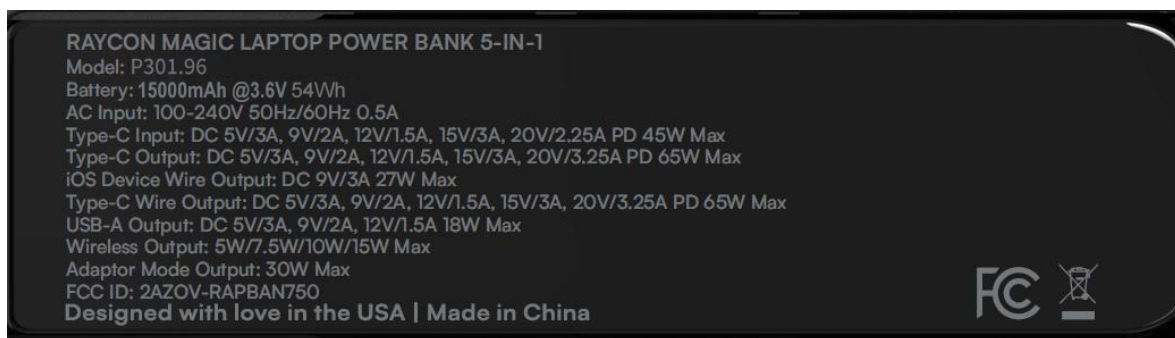 RAYCON MAGIC LAPTOP POWER BANK 5-IN-1
Model: P301.96
Battery: 15000mAh @3.6V 54Wh
AC Input: 100-240V 50Hz/60Hz 0.5A
Type-C Input: DC 5V/3A, 9V/2A, 12V/1.5A, 15V/3A, 20V/2.25A PD 45W Max
Type-C Output: DC 5V/3A, 9V/2A, 12V/1.5A, 15V/3A, 20V/3.25A PD 65W Max
iOS Device Wire Output: DC 9V/3A 27W Max
Type-C Wire Output: DC 5V/3A, 9V/2A, 12V/1.5A, 15V/3A, 20V/3.25A PD 65W Max
USB-A Output: DC 5V/3A, 9V/2A, 12V/1.5A 18W Max
Wireless Output: 5W/7.5W/10W/15W Max
Adaptor Mode Output: 30W Max
FCC ID: 2AZOV-RAPBAN750
Designed with love in the USA | Made in China
FC